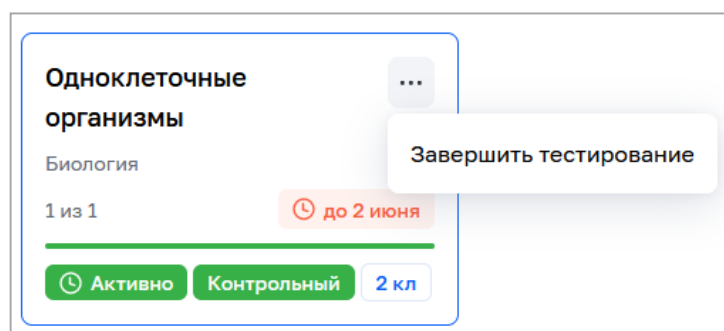 Одноклеточные
организмы
...
Завершить тестирование
Биология
1 из 1
до 2 июня
Активно
Контрольный
2 кл